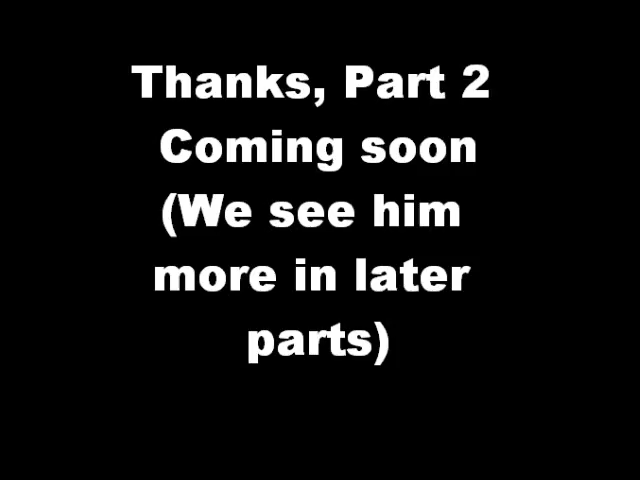 Thanks, Part 2
Coming soon
(We see him
more in later
parts)